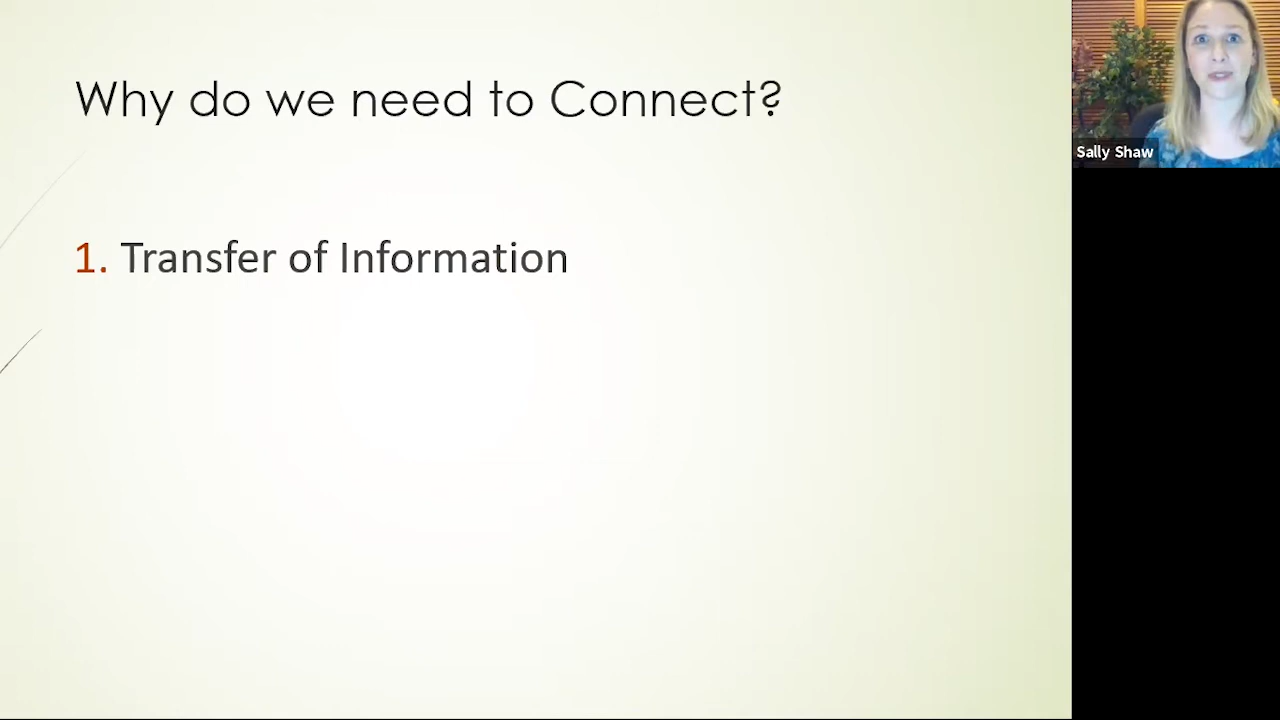 Why do we need to Connect?
1. Transfer of Information
Sally Shaw